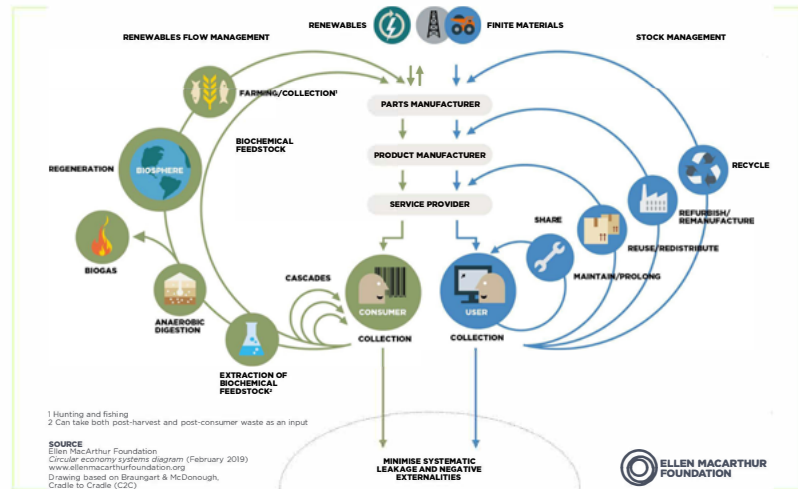 RENEWABLES
FINITE MATERIALS
RENEWABLES FLOW MANAGEMENT
STOCK MANAGEMENT
FARMING/COLLECTION¹
PARTS MANUFACTURER
BIOCHEMICAL
FEEDSTOCK
PRODUCT MANUFACTURER
REGENERATION
BIOSPHERE
RECYCLE
SERVICE PROVIDER
SHARE
REFURBISH/
REMANUFACTURE
REUSE/REDISTRIBUTE
BIOGAS
CASCADES
MAINTAIN/PROLONG
CONSUMER
USER
ANAEROBIC
DIGESTION
COLLECTION
COLLECTION
EXTRACTION OF
BIOCHEMICAL
FEEDSTOCK²
1 Hunting and fishing
2 Can take both post-harvest and post-consumer waste as an input
SOURCE
Ellen MacArthur Foundation
Circular economy systems diagram (February 2019)
www.ellenmacarthurfoundation.org
Drawing based on Braungart & McDonough,
Cradle to Cradle (C2C)
MINIMISE SYSTEMATIC
LEAKAGE AND NEGATIVE
EXTERNALITIES
ELLEN MACARTHUR
FOUNDATION